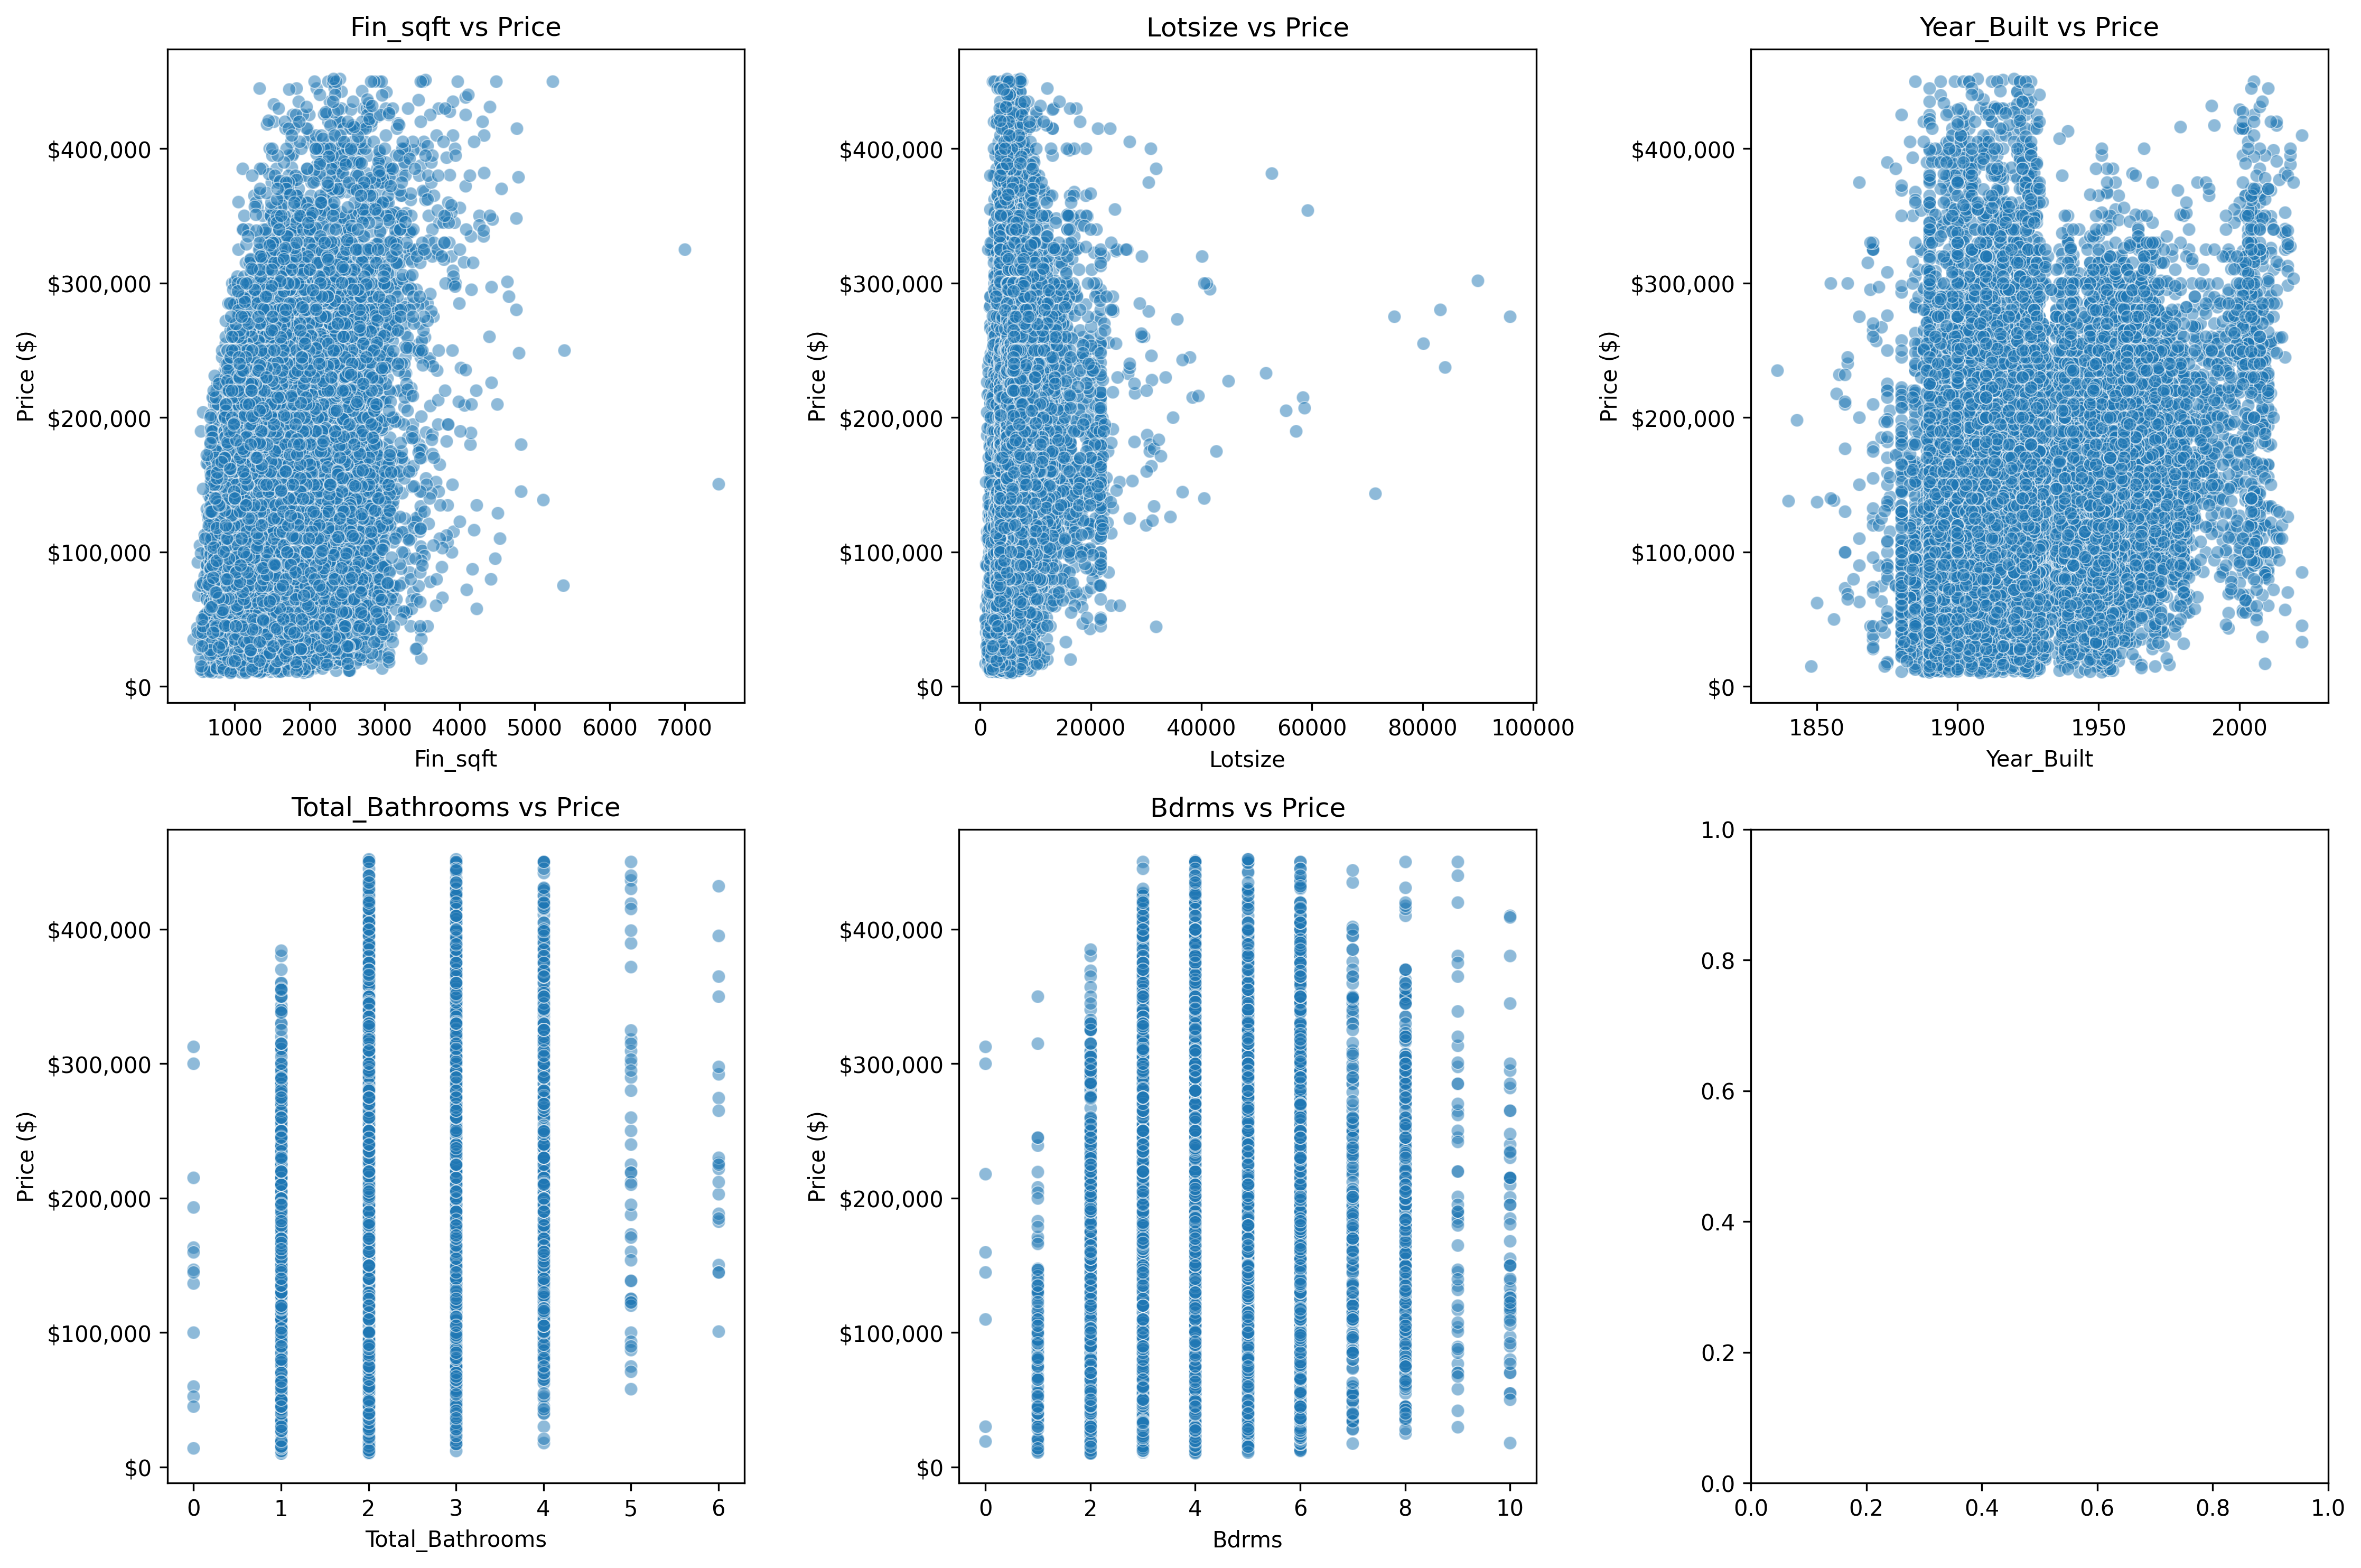 Fin_sqft vs Price
Price ($)
$400,000
$300,000
$200,000
$100,000
$0
1000 2000 3000 4000 5000 6000 7000
Fin_sqft
Lotsize vs Price
Price ($)
$400,000
$300,000
$200,000
$100,000
$0
0 20000 40000 60000 80000 100000
Lotsize
Year_Built vs Price
Price ($)
$400,000
$300,000
$200,000
$100,000
$0
1850 1900 1950 2000
Year_Built
Total_Bathrooms vs Price
Price ($)
$400,000
$300,000
$200,000
$100,000
$0
0 1 2 3 4 5 6
Total_Bathrooms
Bdrms vs Price
Price ($)
$400,000
$300,000
$200,000
$100,000
$0
0 2 4 6 8 10
Bdrms
1.0
0.8
0.6
0.4
0.2
0.0
0.0 0.2 0.4 0.6 0.8 1.0